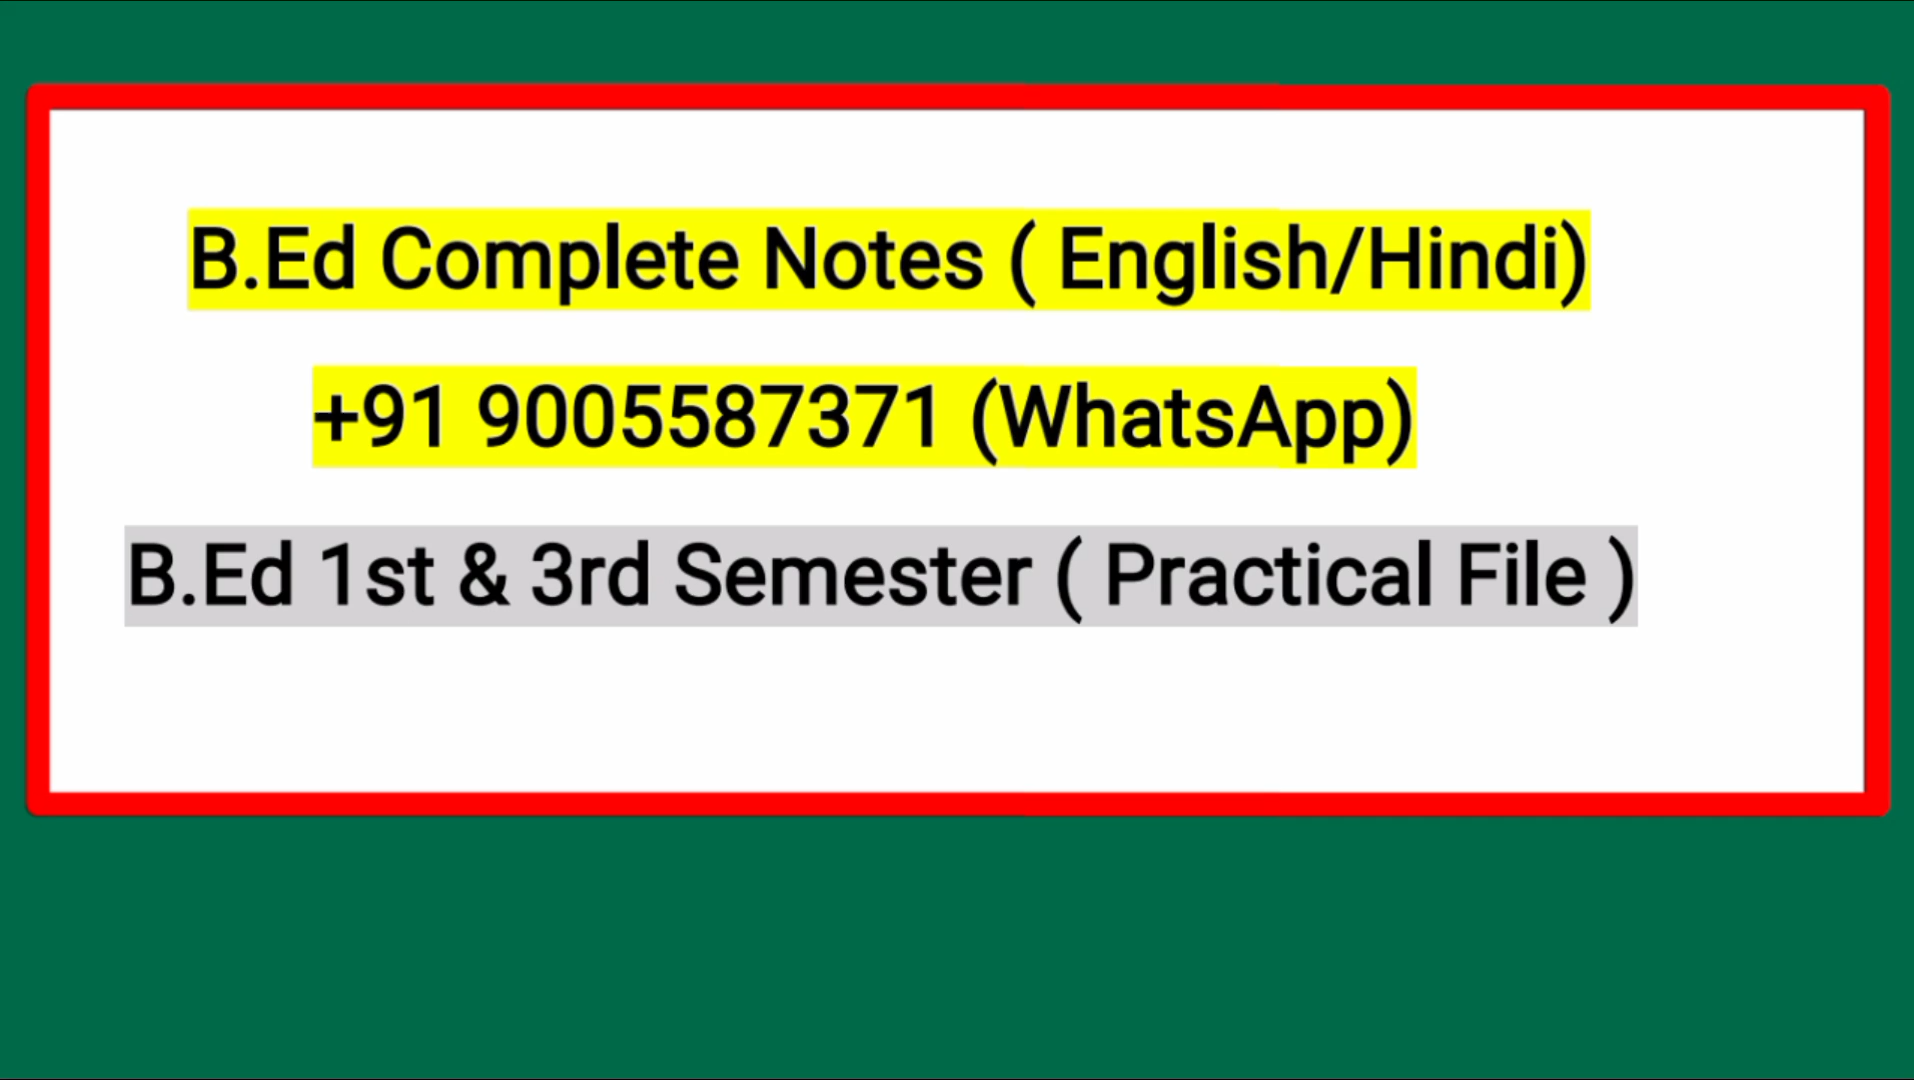 B.Ed Complete Notes ( English/Hindi)
+91 9005587371 (WhatsApp)
B.Ed 1st & 3rd Semester ( Practical File )